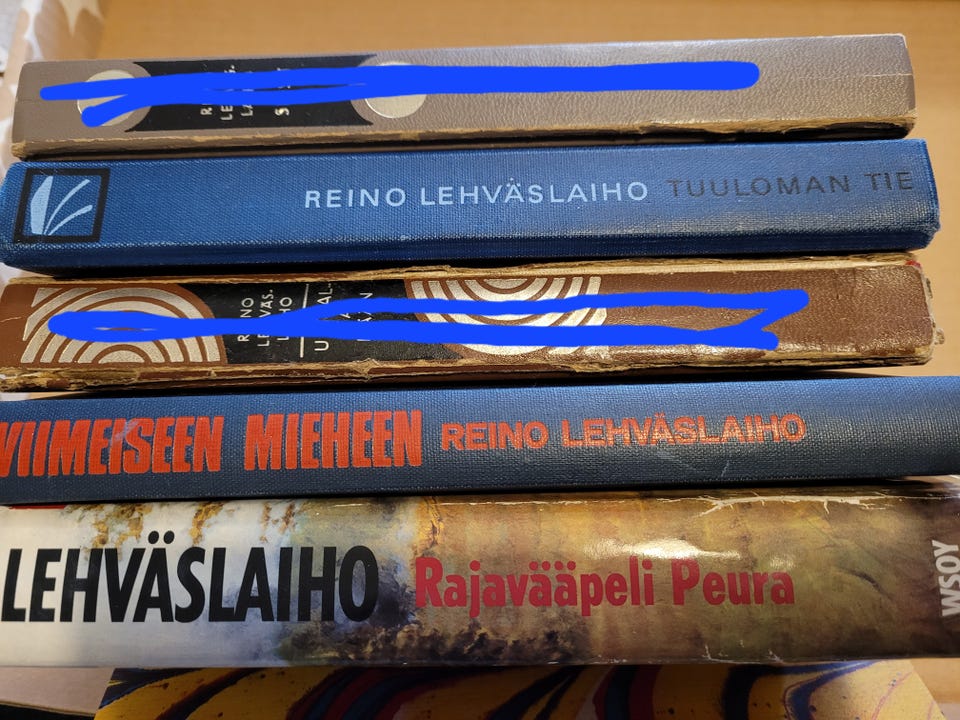 REINO LEHVÄSLAIHO TUULOMAN TIE
REINO
LEHVÄS.
LAIHO
VIIMEISEEN MIEHEEN REINO LEHVÄSLAIHO
LEHVÄSLAIHO Rajavääpeli Peura WSOY